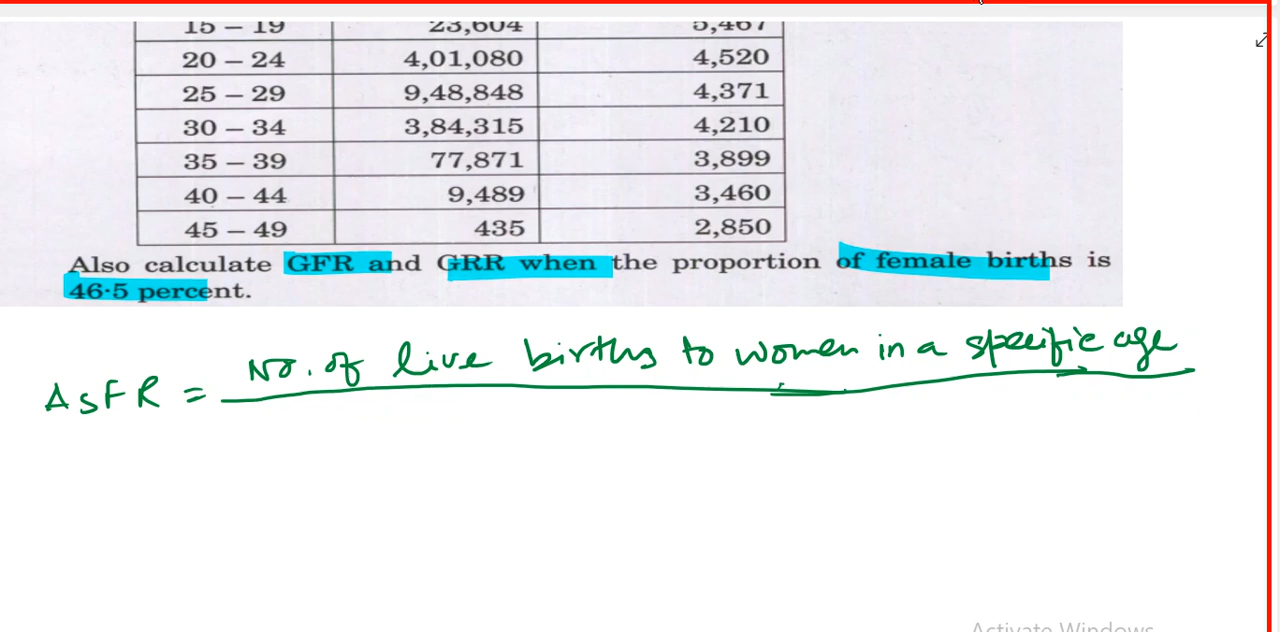 15 – 19 23,604 5,467
20 – 24 4,01,080 4,520
25 – 29 9,48,848 4,371
30 – 34 3,84,315 4,210
35 – 39 77,871 3,899
40 – 44 9,489 3,460
45 – 49 435 2,850
Also calculate GFR and GRR when the proportion of female births is
46·5 percent.
No. of live births to women in a specific age
ASFR =
Activate Windows